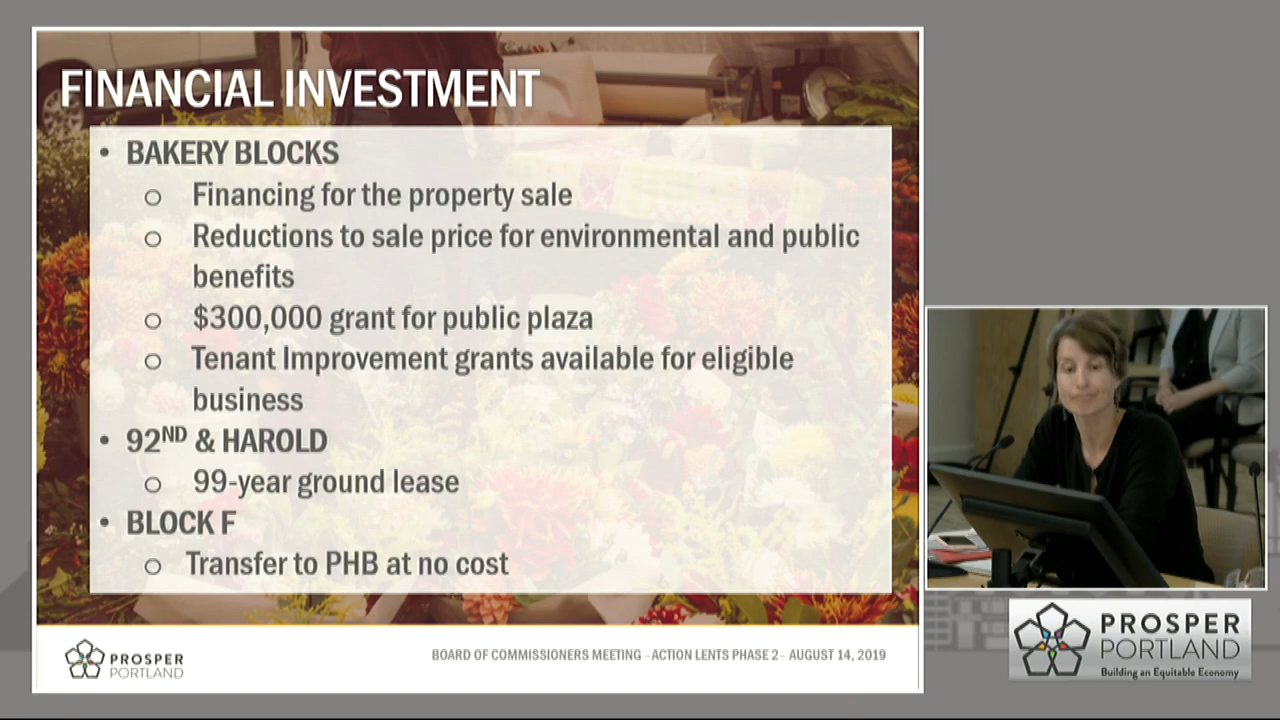 FINANCIAL INVESTMENT
• BAKERY BLOCKS
o Financing for the property sale
o Reductions to sale price for environmental and public
benefits
o $300,000 grant for public plaza
o Tenant Improvement grants available for eligible
business
• 92ND & HAROLD
o 99-year ground lease
• BLOCK F
o Transfer to PHB at no cost
PROSPER
PORTLAND
BOARD OF COMMISSIONERS MEETING - ACTION LENTS PHASE 2 - AUGUST 14, 2019
PROSPER
PORTLAND
Building an Equitable Economy